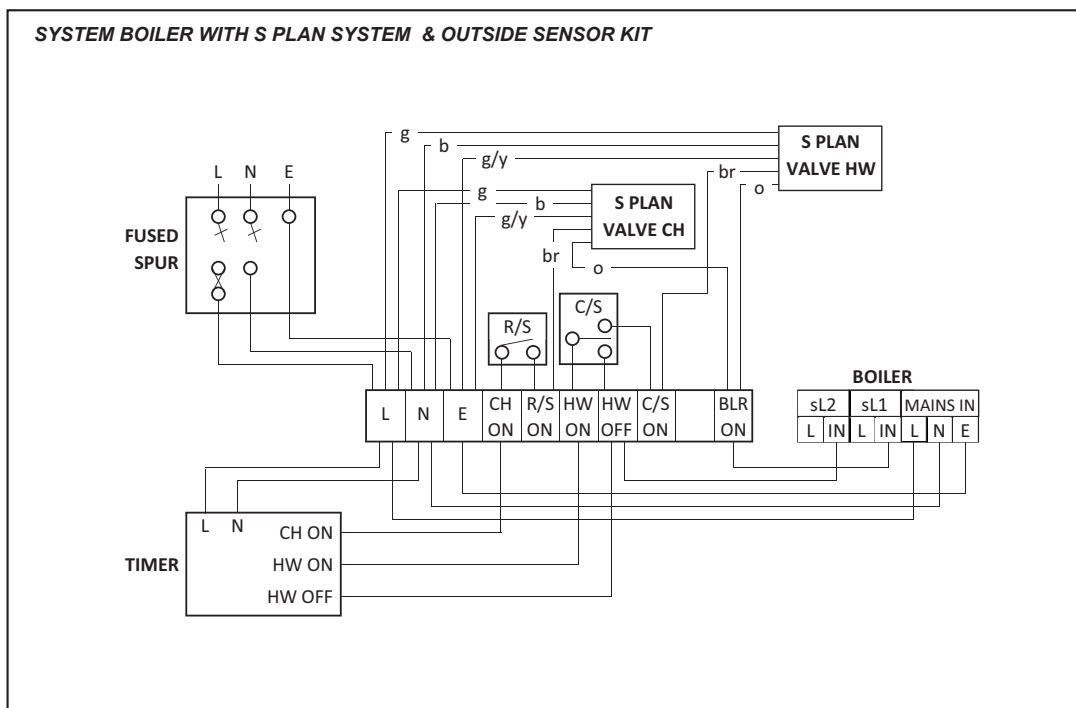 SYSTEM BOILER WITH S PLAN SYSTEM & OUTSIDE SENSOR KIT
g
b
g/y
br
o
S PLAN
VALVE HW
L N E
FUSED
SPUR
g
b
g/y
br
o
S PLAN
VALVE CH
R/S
C/S
L
N
E
CH
ON
R/S
ON
HW
ON
HW
OFF
C/S
ON
BLR
ON
BOILER
sL2 sL1 MAINS IN
L IN L IN L N E
TIMER
L N
CH ON
HW ON
HW OFF